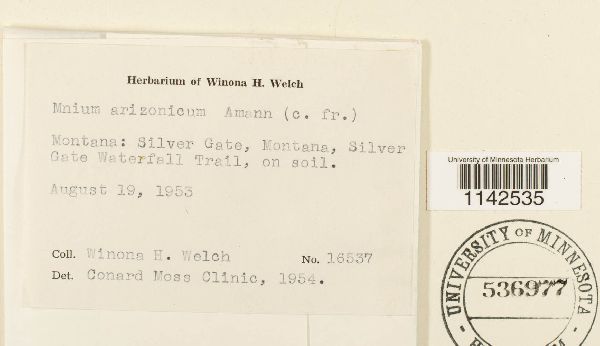 Herbarium of Winona H. Welch
Mnium arizonicum Amann (c. fr.)
Montana: Silver Gate, Montana, Silver
Gate Waterfall Trail, on soil.
August 19, 1953
Coll. Winona H. Welch No. 16537
Det. Conard Moss Clinic, 1954.
University of Minnesota Herbarium
1142535
UNIVERSITY OF MINNESOTA
536977